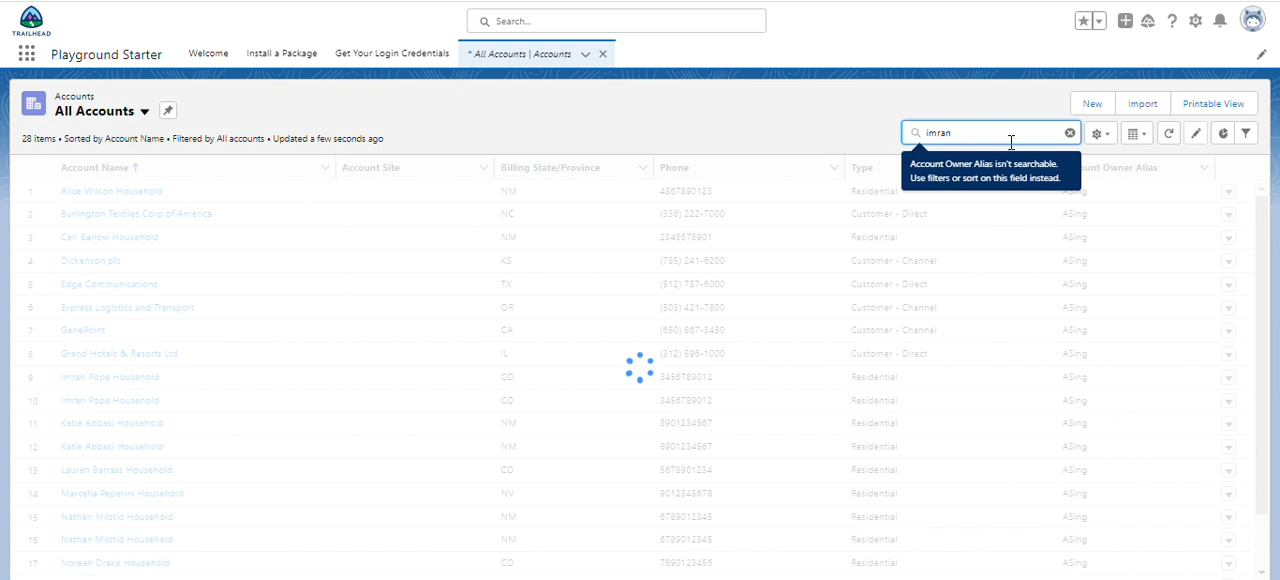 TRAILHEAD
Search...
Playground Starter
Welcome
Install a Package
Get Your Login Credentials
* All Accounts | Accounts
Accounts
All Accounts
New
Import
Printable View
28 items • Sorted by Account Name • Filtered by All accounts • Updated a few seconds ago
imran
Account Owner Alias isn't searchable.
Use filters or sort on this field instead.
Account Name ↑ Account Site Billing State/Province Phone Type unt Owner Alias
1 Alice Wilson Household NM 4567890123 Residential ASing
2 Burlington Textiles Corp of America NC (336) 222-7000 Customer - Direct ASing
3 Carl Barlow Household NM 2345678901 Residential ASing
4 Dickenson plc KS (785) 241-6200 Customer - Channel ASing
5 Edge Communications TX (512) 757-6000 Customer - Direct ASing
6 Express Logistics and Transport OR (503) 421-7800 Customer - Channel ASing
7 GenePoint CA (650) 867-3450 Customer - Channel ASing
8 Grand Hotels & Resorts Ltd IL (312) 596-1000 Customer - Direct ASing
9 Imran Pope Household CO 3456789012 Residential ASing
10 Imran Pope Household CO 3456789012 Residential ASing
11 Katie Abbasi Household NM 8901234567 Residential ASing
12 Katie Abbasi Household NM 8901234567 Residential ASing
13 Lauren Barrass Household CO 5678901234 Residential ASing
14 Marcella Peperini Household NV 9012345678 Residential ASing
15 Nathan Milstid Household NM 6789012345 Residential ASing
16 Nathan Milstid Household NM 6789012345 Residential ASing
17 Noreen Drake Household CO 7890123456 Residential ASing